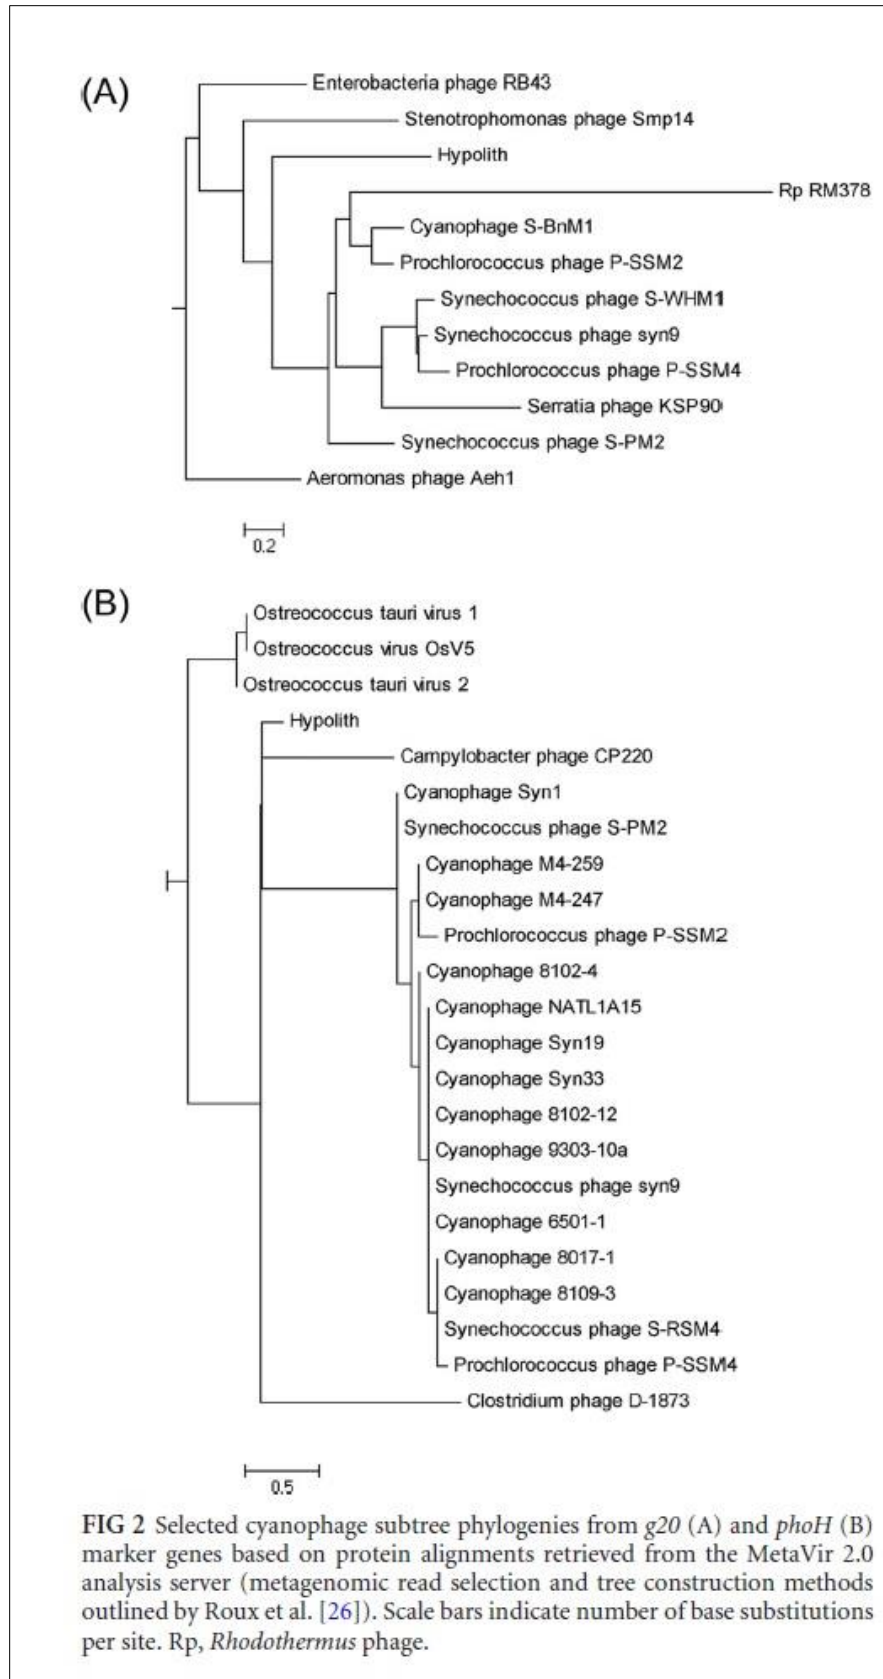 (A)
Enterobacteria phage RB43
Stenotrophomonas phage Smp14
Hypolith
Rp RM378
Cyanophage S-BnM1
Prochlorococcus phage P-SSM2
Synechococcus phage S-WHM1
Synechococcus phage syn9
Prochlorococcus phage P-SSM4
Serratia phage KSP90
Synechococcus phage S-PM2
Aeromonas phage Aeh1
0.2
(B)
Ostreococcus tauri virus 1
Ostreococcus virus OsV5
Ostreococcus tauri virus 2
Hypolith
Campylobacter phage CP220
Cyanophage Syn1
Synechococcus phage S-PM2
Cyanophage M4-259
Cyanophage M4-247
Prochlorococcus phage P-SSM2
Cyanophage 8102-4
Cyanophage NATL1A15
Cyanophage Syn19
Cyanophage Syn33
Cyanophage 8102-12
Cyanophage 9303-10a
Synechococcus phage syn9
Cyanophage 6501-1
Cyanophage 8017-1
Cyanophage 8109-3
Synechococcus phage S-RSM4
Prochlorococcus phage P-SSM4
Clostridium phage D-1873
0.5
FIG 2 Selected cyanophage subtree phylogenies from g20 (A) and phoH (B)
marker genes based on protein alignments retrieved from the MetaVir 2.0
analysis server (metagenomic read selection and tree construction methods
outlined by Roux et al. [26]). Scale bars indicate number of base substitutions
per site. Rp, Rhodothermus phage.